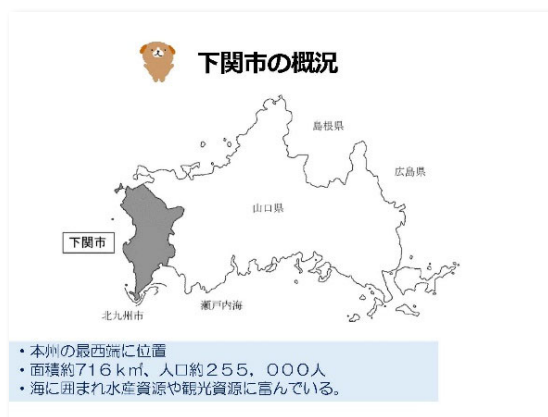 下関市の概況
島根県
広島県
山口県
下関市
瀬戸内海
北九州市
・本州の最西端に位置
・面積約716k㎡、人口約255，000人
・海に囲まれ水産資源や観光資源に富んでいる。